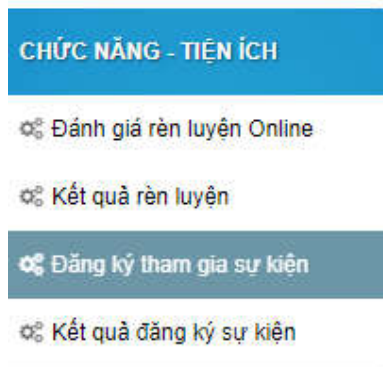 CHỨC NĂNG - TIỆN ÍCH
Đánh giá rèn luyện Online
Kết quả rèn luyện
Đăng ký tham gia sự kiện
Kết quả đăng ký sự kiện